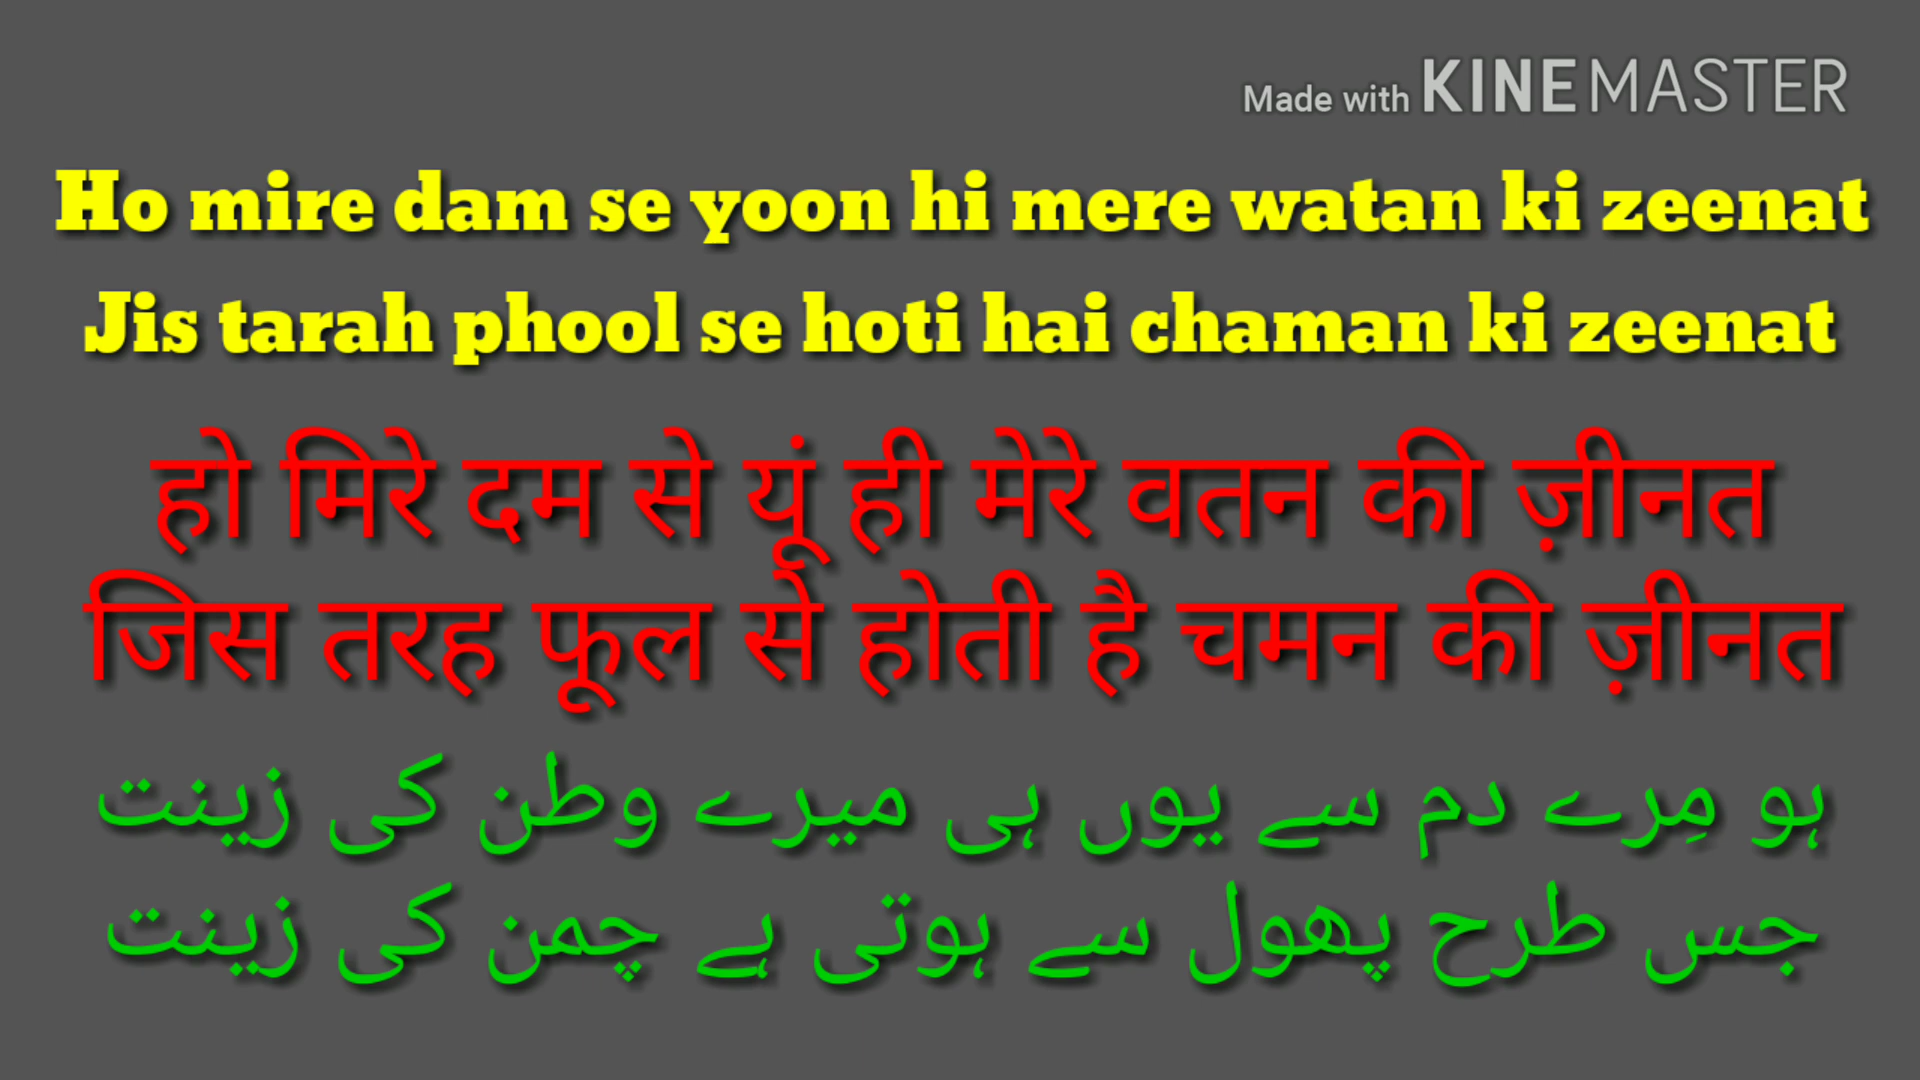 Made with KINEMASTER
Ho mire dam se yoon hi mere watan ki zeenat
Jis tarah phool se hoti hai chaman ki zeenat
हो मिरे दम से यूं ही मेरे वतन की ज़ीनत
जिस तरह फूल से होती है चमन की ज़ीनत
ہو مِرے دم سے یوں ہی میرے وطن کی زینت
جس طرح پھول سے ہوتی ہے چمن کی زینت